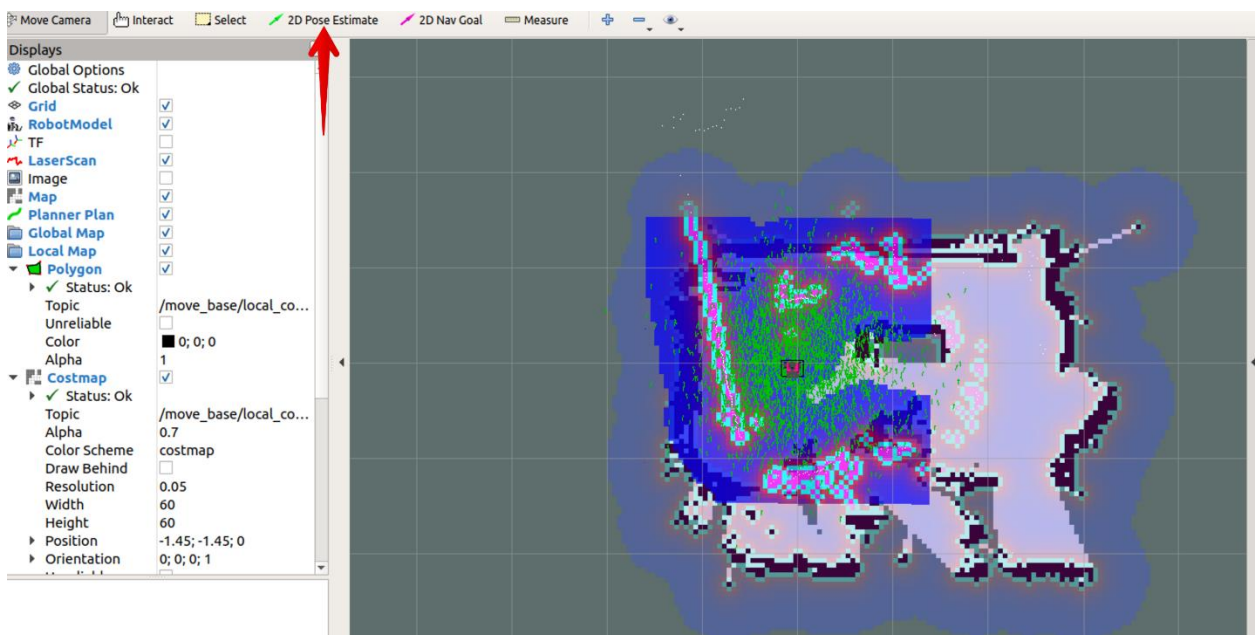 Move Camera Interact Select 2D Pose Estimate 2D Nav Goal Measure
Displays
Global Options
Global Status: Ok
Grid
RobotModel
TF
LaserScan
Image
Map
Planner Plan
Global Map
Local Map
Polygon
Status: Ok
Topic /move_base/local_co...
Unreliable
Color 0; 0; 0
Alpha 1
Costmap
Status: Ok
Topic /move_base/local_co...
Alpha 0.7
Color Scheme costmap
Draw Behind
Resolution 0.05
Width 60
Height 60
Position -1.45; -1.45; 0
Orientation 0; 0; 0; 1